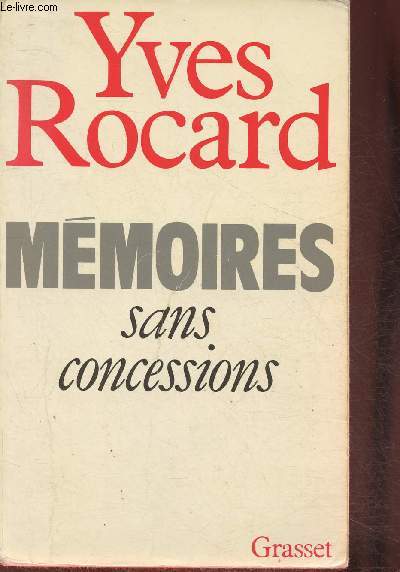 Le-livre.com
Yves
Rocard
MÉMOIRES
sans
concessions
Grasset